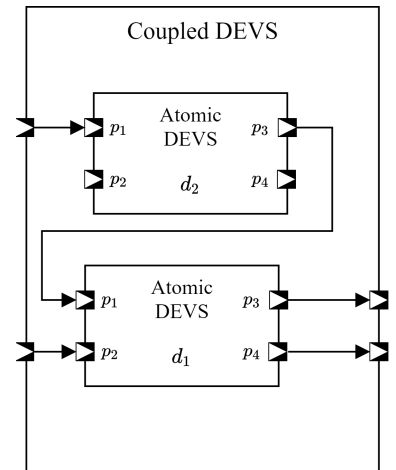 Coupled DEVS
Atomic
DEVS
p₁ p₃
p₂ p₄
d₂
Atomic
DEVS
p₁ p₃
p₂ p₄
d₁